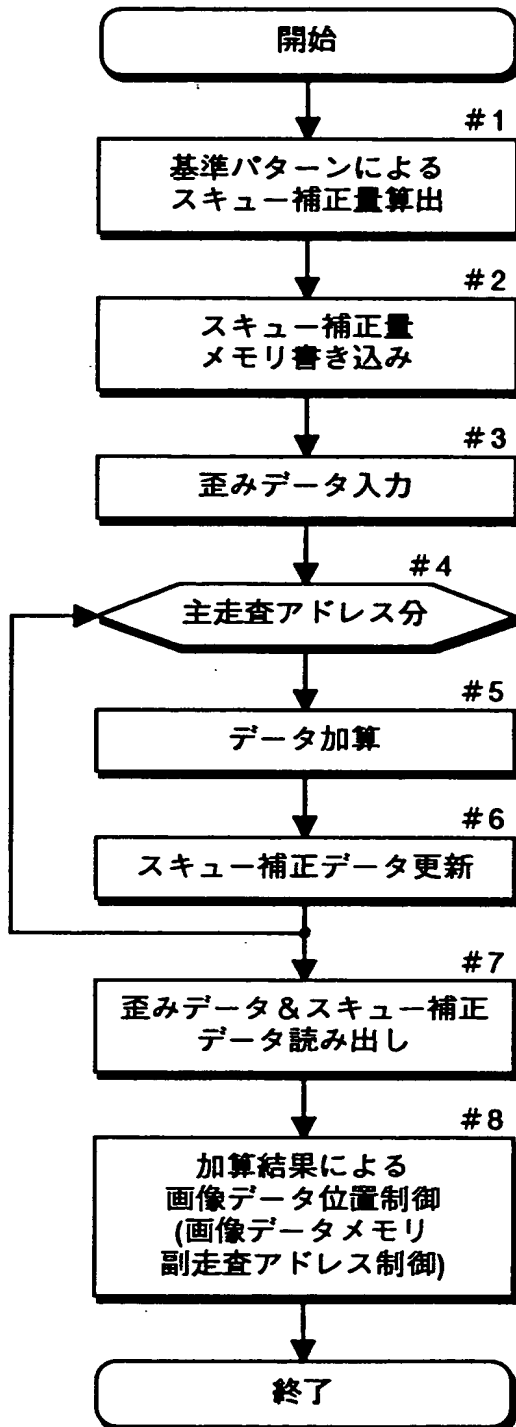 開始
#1
基準パターンによる
スキュー補正量算出
#2
スキュー補正量
メモリ書き込み
#3
歪みデータ入力
#4
主走査アドレス分
#5
データ加算
#6
スキュー補正データ更新
#7
歪みデータ&スキュー補正
データ読み出し
#8
加算結果による
画像データ位置制御
(画像データメモリ
副走査アドレス制御)
終了